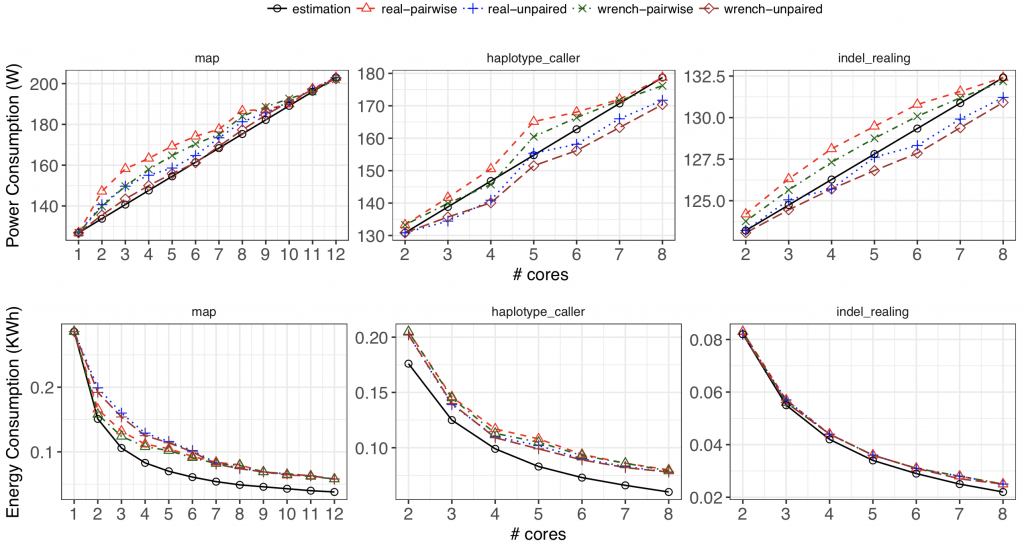 estimation real-pairwise real-unpaired wrench-pairwise wrench-unpaired
map haplotype_caller indel_realing
Power Consumption (W)
200
180
160
140
1 2 3 4 5 6 7 8 9 10 11 12
180
170
160
150
140
130
2 3 4 5 6 7 8
132.5
130.0
127.5
125.0
2 3 4 5 6 7 8
# cores
map haplotype_caller indel_realing
Energy Consumption (KWh)
0.2
0.1
1 2 3 4 5 6 7 8 9 10 11 12
0.20
0.15
0.10
2 3 4 5 6 7 8
0.08
0.06
0.04
0.02
2 3 4 5 6 7 8
# cores